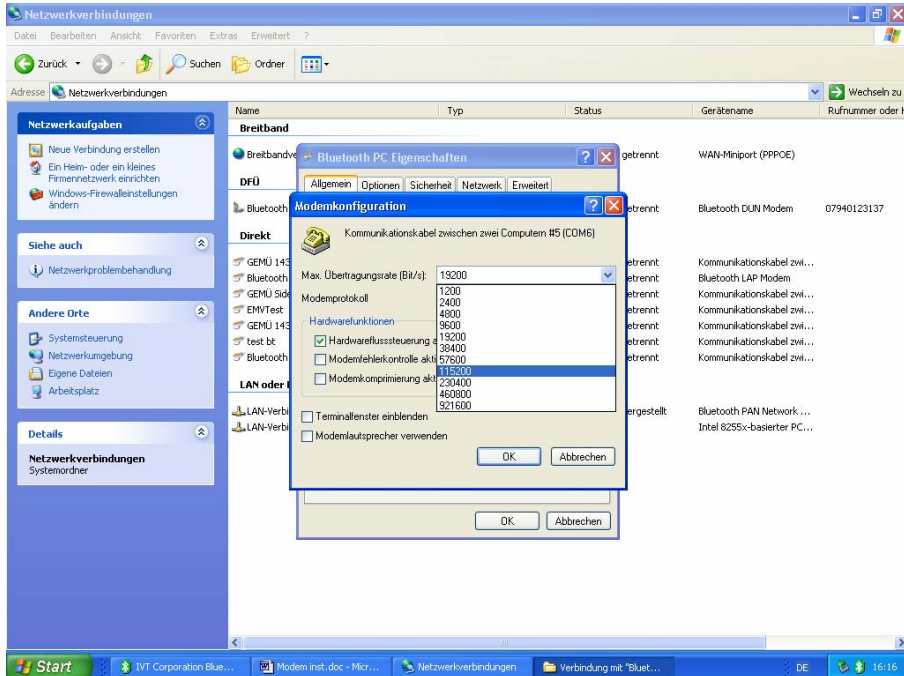 Netzwerkverbindungen
Datei Bearbeiten Ansicht Favoriten Extras Erweitert ?
Zurück Suchen Ordner
Adresse Netzwerkverbindungen Wechseln zu
Name Typ Status Gerätename Rufnummer oder
Netzwerkaufgaben
Neue Verbindung erstellen
Ein Heim- oder ein kleines
Firmennetzwerk einrichten
Windows-Firewalleinstellungen
ändern
Siehe auch
Netzwerkproblembehandlung
Andere Orte
Systemsteuerung
Netzwerkumgebung
Eigene Dateien
Arbeitsplatz
Details
Netzwerkverbindungen
Systemordner
Breitband
Breitbandve getrennt WAN-Miniport (PPPOE)
DFÜ
Bluetooth etrennt Bluetooth DUN Modem 07940123137
Direkt
GEMÜ 143 etrennt Kommunikationskabel zwi...
Bluetooth etrennt Bluetooth LAP Modem
GEMÜ Side etrennt Kommunikationskabel zwi...
EMVTest etrennt Kommunikationskabel zwi...
GEMÜ 143 etrennt Kommunikationskabel zwi...
test bt etrennt Kommunikationskabel zwi...
Bluetooth etrennt Kommunikationskabel zwi...
LAN oder
LAN-Verbi ergestellt Bluetooth PAN Network ...
LAN-Verbi Intel 8255x-basierter PC...
Bluetooth PC Eigenschaften
Allgemein Optionen Sicherheit Netzwerk Erweitert
Modemkonfiguration
Kommunikationskabel zwischen zwei Computern #5 (COM6)
Max. Übertragungsrate (Bit/s): 19200
Modemprotokoll
Hardwarefunktionen
Hardwareflusssteuerung a
Modemfehlerkontrolle akti
Modemkomprimierung akt
1200
2400
4800
9600
19200
38400
57600
115200
230400
460800
921600
Terminalfenster einblenden
Modemlautsprecher verwenden
OK Abbrechen
OK Abbrechen
Start IVT Corporation Blue... Modem inst.doc - Micr... Netzwerkverbindungen Verbindung mit "Bluet... DE 16:16